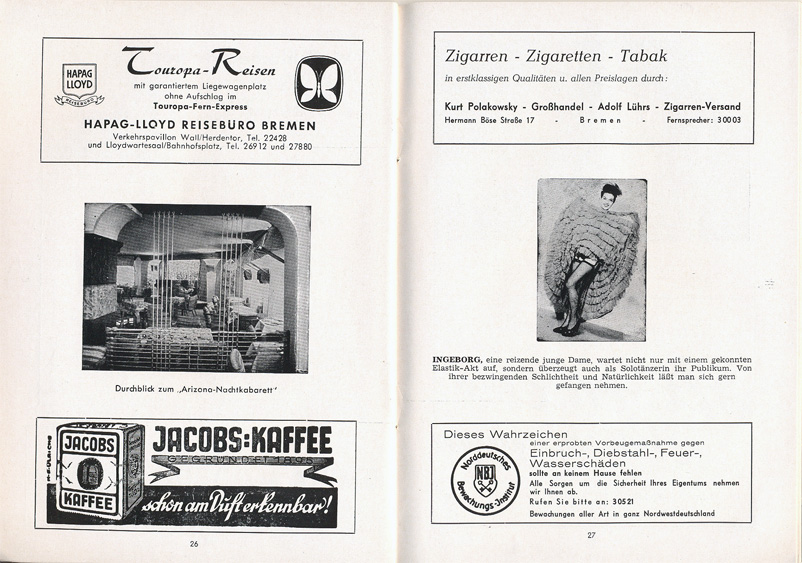 Touropa-Reisen
HAPAG
LLOYD
REISEBÜRO
mit garantiertem Liegewagenplatz
ohne Aufschlag im
Touropa-Fern-Express
HAPAG-LLOYD REISEBÜRO BREMEN
Verkehrspavillon Wall/Herdentor, Tel. 22428
und Lloydwartesaal/Bahnhofsplatz, Tel. 26912 und 27880
Durchblick zum „Arizona-Nachtkabarett"
JACOBS
KAFFEE
JACOBS:KAFFEE
GEGRÜNDET 1895
schon am Duft erkennbar!
26
Zigarren - Zigaretten - Tabak
in erstklassigen Qualitäten u. allen Preislagen durch:
Kurt Polakowsky - Großhandel - Adolf Lührs - Zigarren-Versand
Hermann Böse Straße 17 - Bremen - Fernsprecher: 30003
INGEBORG, eine reizende junge Dame, wartet nicht nur mit einem gekonnten
Elastik-Akt auf, sondern überzeugt auch als Solotänzerin ihr Publikum. Von
ihrer bezwingenden Schlichtheit und Natürlichkeit läßt man sich gern
gefangen nehmen.
Dieses Wahrzeichen
einer erprobten Vorbeugemaßnahme gegen
Einbruch-, Diebstahl-, Feuer-,
Wasserschäden
sollte an keinem Hause fehlen
Alle Sorgen um die Sicherheit Ihres Eigentums nehmen
wir Ihnen ab.
Rufen Sie bitte an: 30521
Bewachungen aller Art in ganz Nordwestdeutschland
Norddeutsches
NBI
Bewachungs-Institut
27